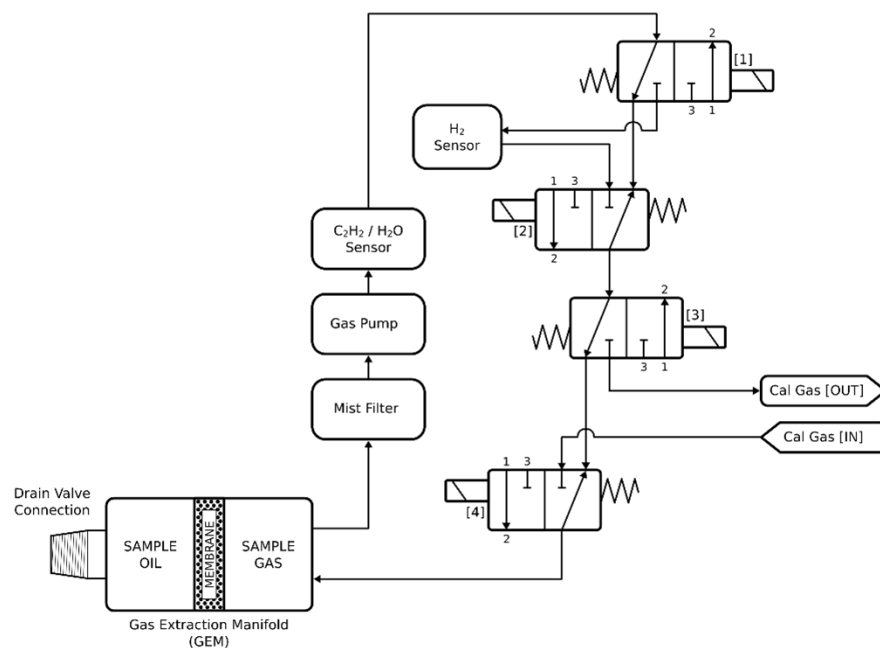 2
[1]
3
1
H₂
Sensor
1
3
[2]
2
C₂H₂ / H₂O
Sensor
2
[3]
3
1
Gas Pump
Cal Gas [OUT]
Mist Filter
Cal Gas [IN]
1
3
[4]
2
Drain Valve
Connection
SAMPLE
OIL
MEMBRANE
SAMPLE
GAS
Gas Extraction Manifold
(GEM)